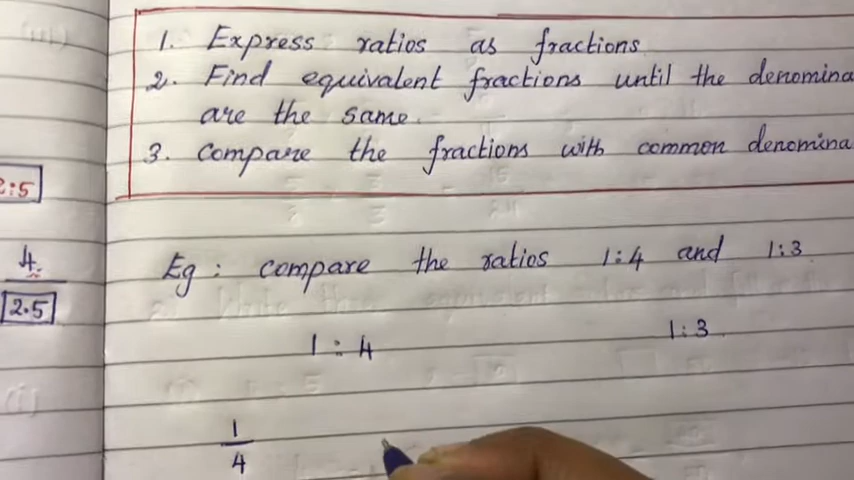 1. Express ratios as fractions
2. Find equivalent fractions until the denomina
are the same.
3. compare the fractions with common denomina
2:5
4
2.5
Eg : compare the ratios 1:4 and 1:3
1 : 4 1:3
1
4